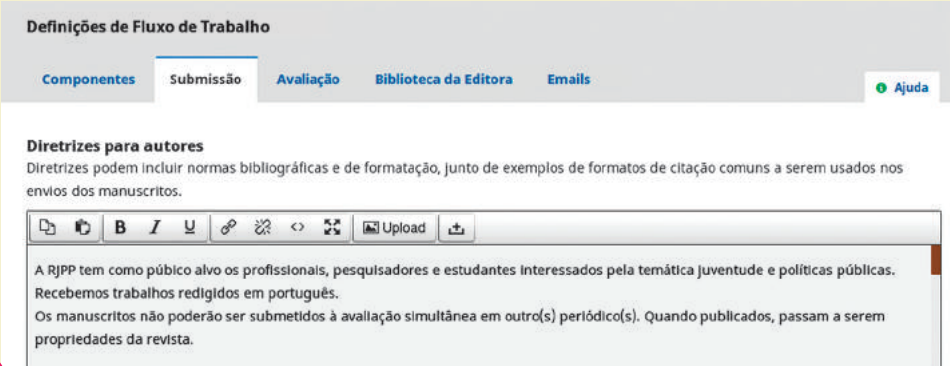 Definições de Fluxo de Trabalho
Componentes Submissão Avaliação Biblioteca da Editora Emails
Ajuda
Diretrizes para autores
Diretrizes podem incluir normas bibliográficas e de formatação, junto de exemplos de formatos de citação comuns a serem usados nos
envios dos manuscritos.
B I U Upload
A RJPP tem como púbico alvo os profissionais, pesquisadores e estudantes interessados pela temática juventude e políticas públicas.
Recebemos trabalhos redigidos em português.
Os manuscritos não poderão ser submetidos à avaliação simultânea em outro(s) periódico(s). Quando publicados, passam a serem
propriedades da revista.